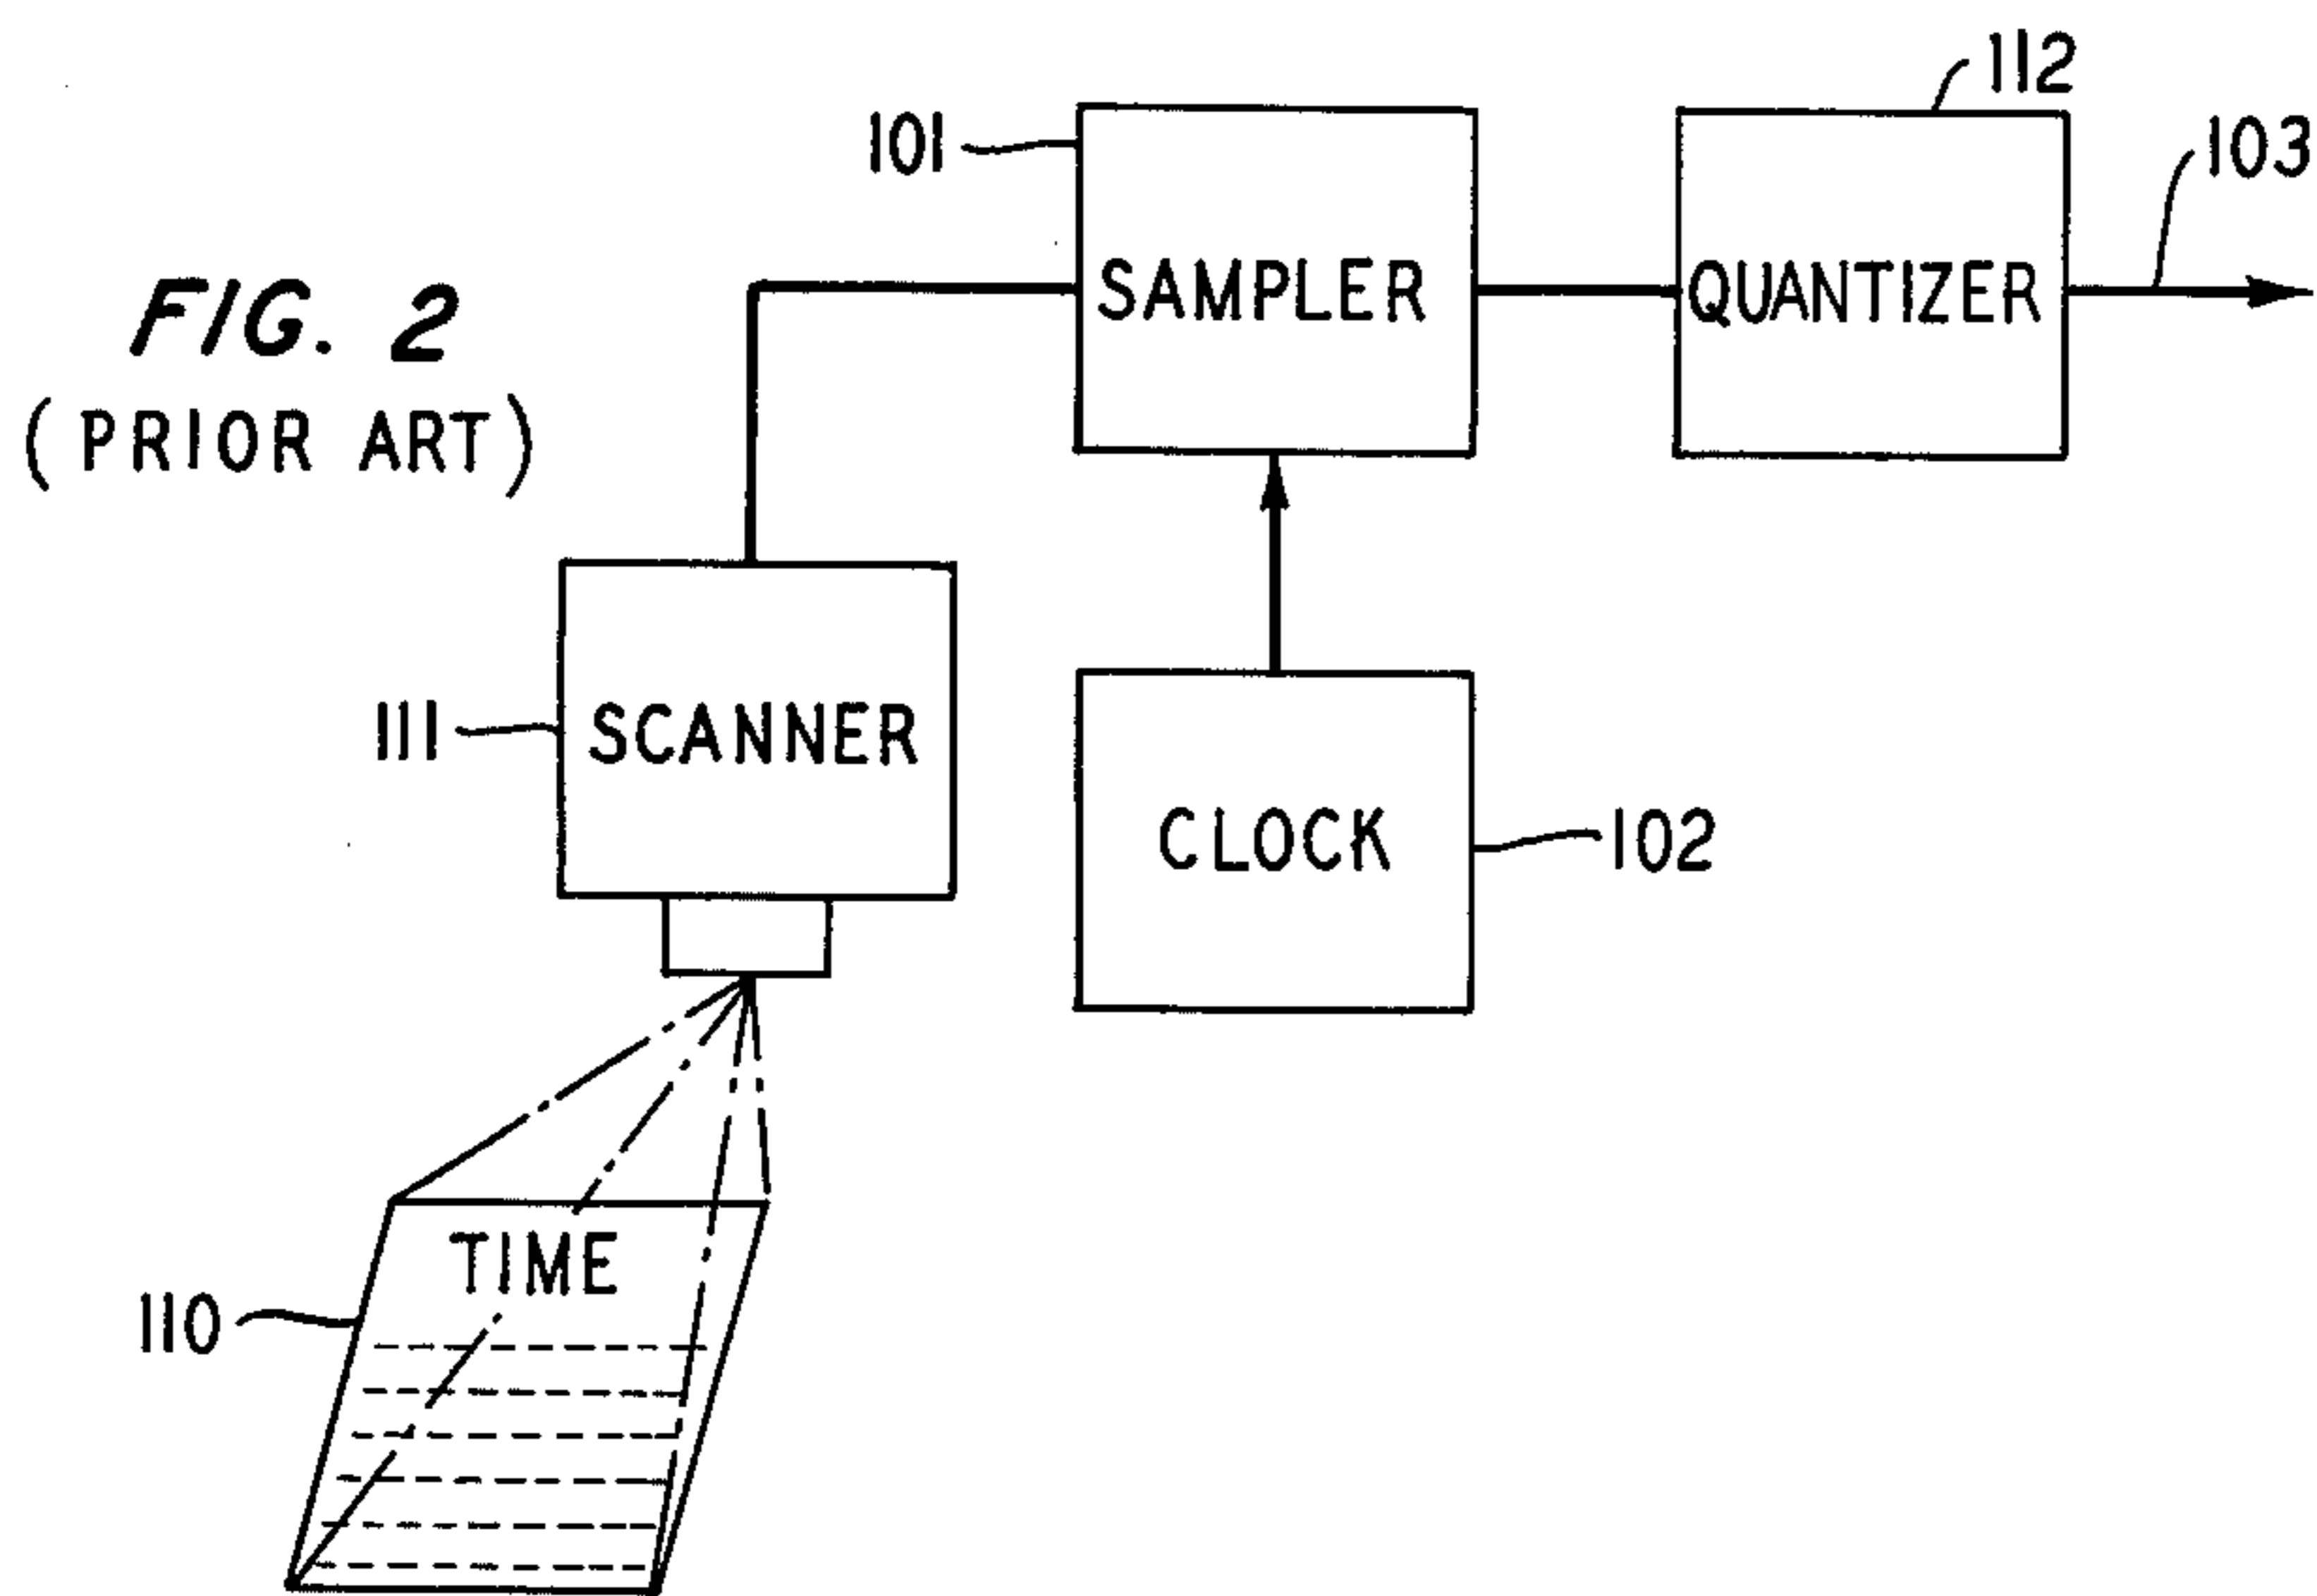 112
103
101
SAMPLER
QUANTIZER
FIG. 2
(PRIOR ART)
111
SCANNER
CLOCK
102
TIME
110